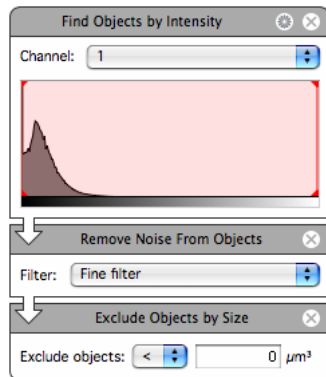 Find Objects by Intensity
Channel: 1
Remove Noise From Objects
Filter: Fine filter
Exclude Objects by Size
Exclude objects: < 0 µm³